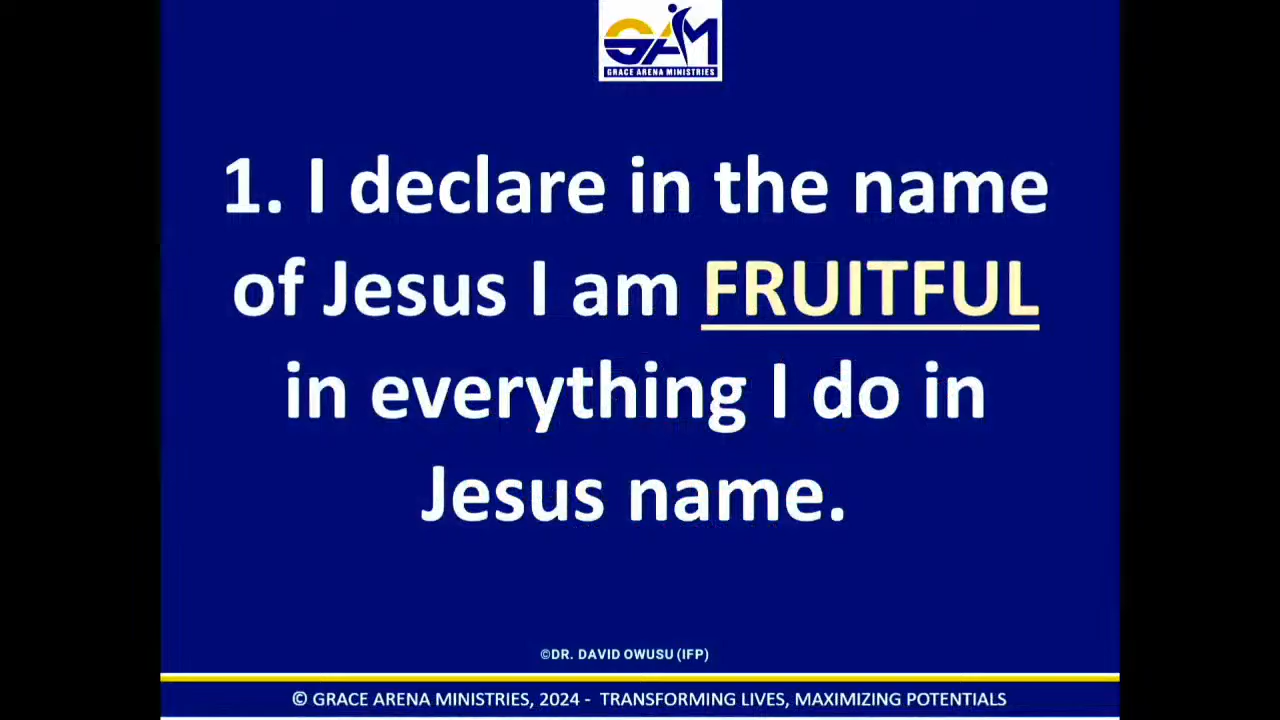 GAM
GRACE ARENA MINISTRIES
1. I declare in the name
of Jesus I am FRUITFUL
in everything I do in
Jesus name.
©DR. DAVID OWUSU (IFP)
© GRACE ARENA MINISTRIES, 2024 - TRANSFORMING LIVES, MAXIMIZING POTENTIALS